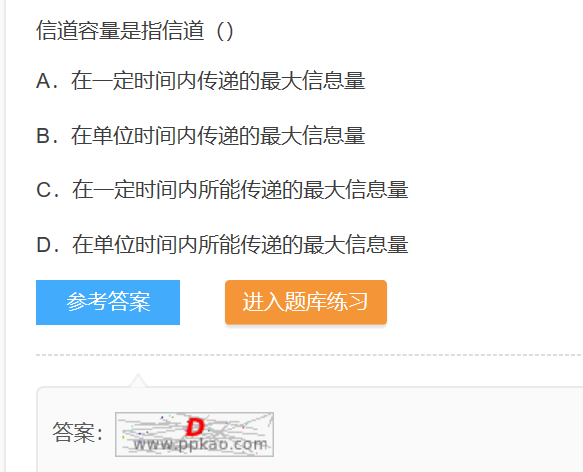 信道容量是指信道（）
A．在一定时间内传递的最大信息量
B．在单位时间内传递的最大信息量
C．在一定时间内所能传递的最大信息量
D．在单位时间内所能传递的最大信息量
参考答案 进入题库练习
答案：D
www.ppkao.com